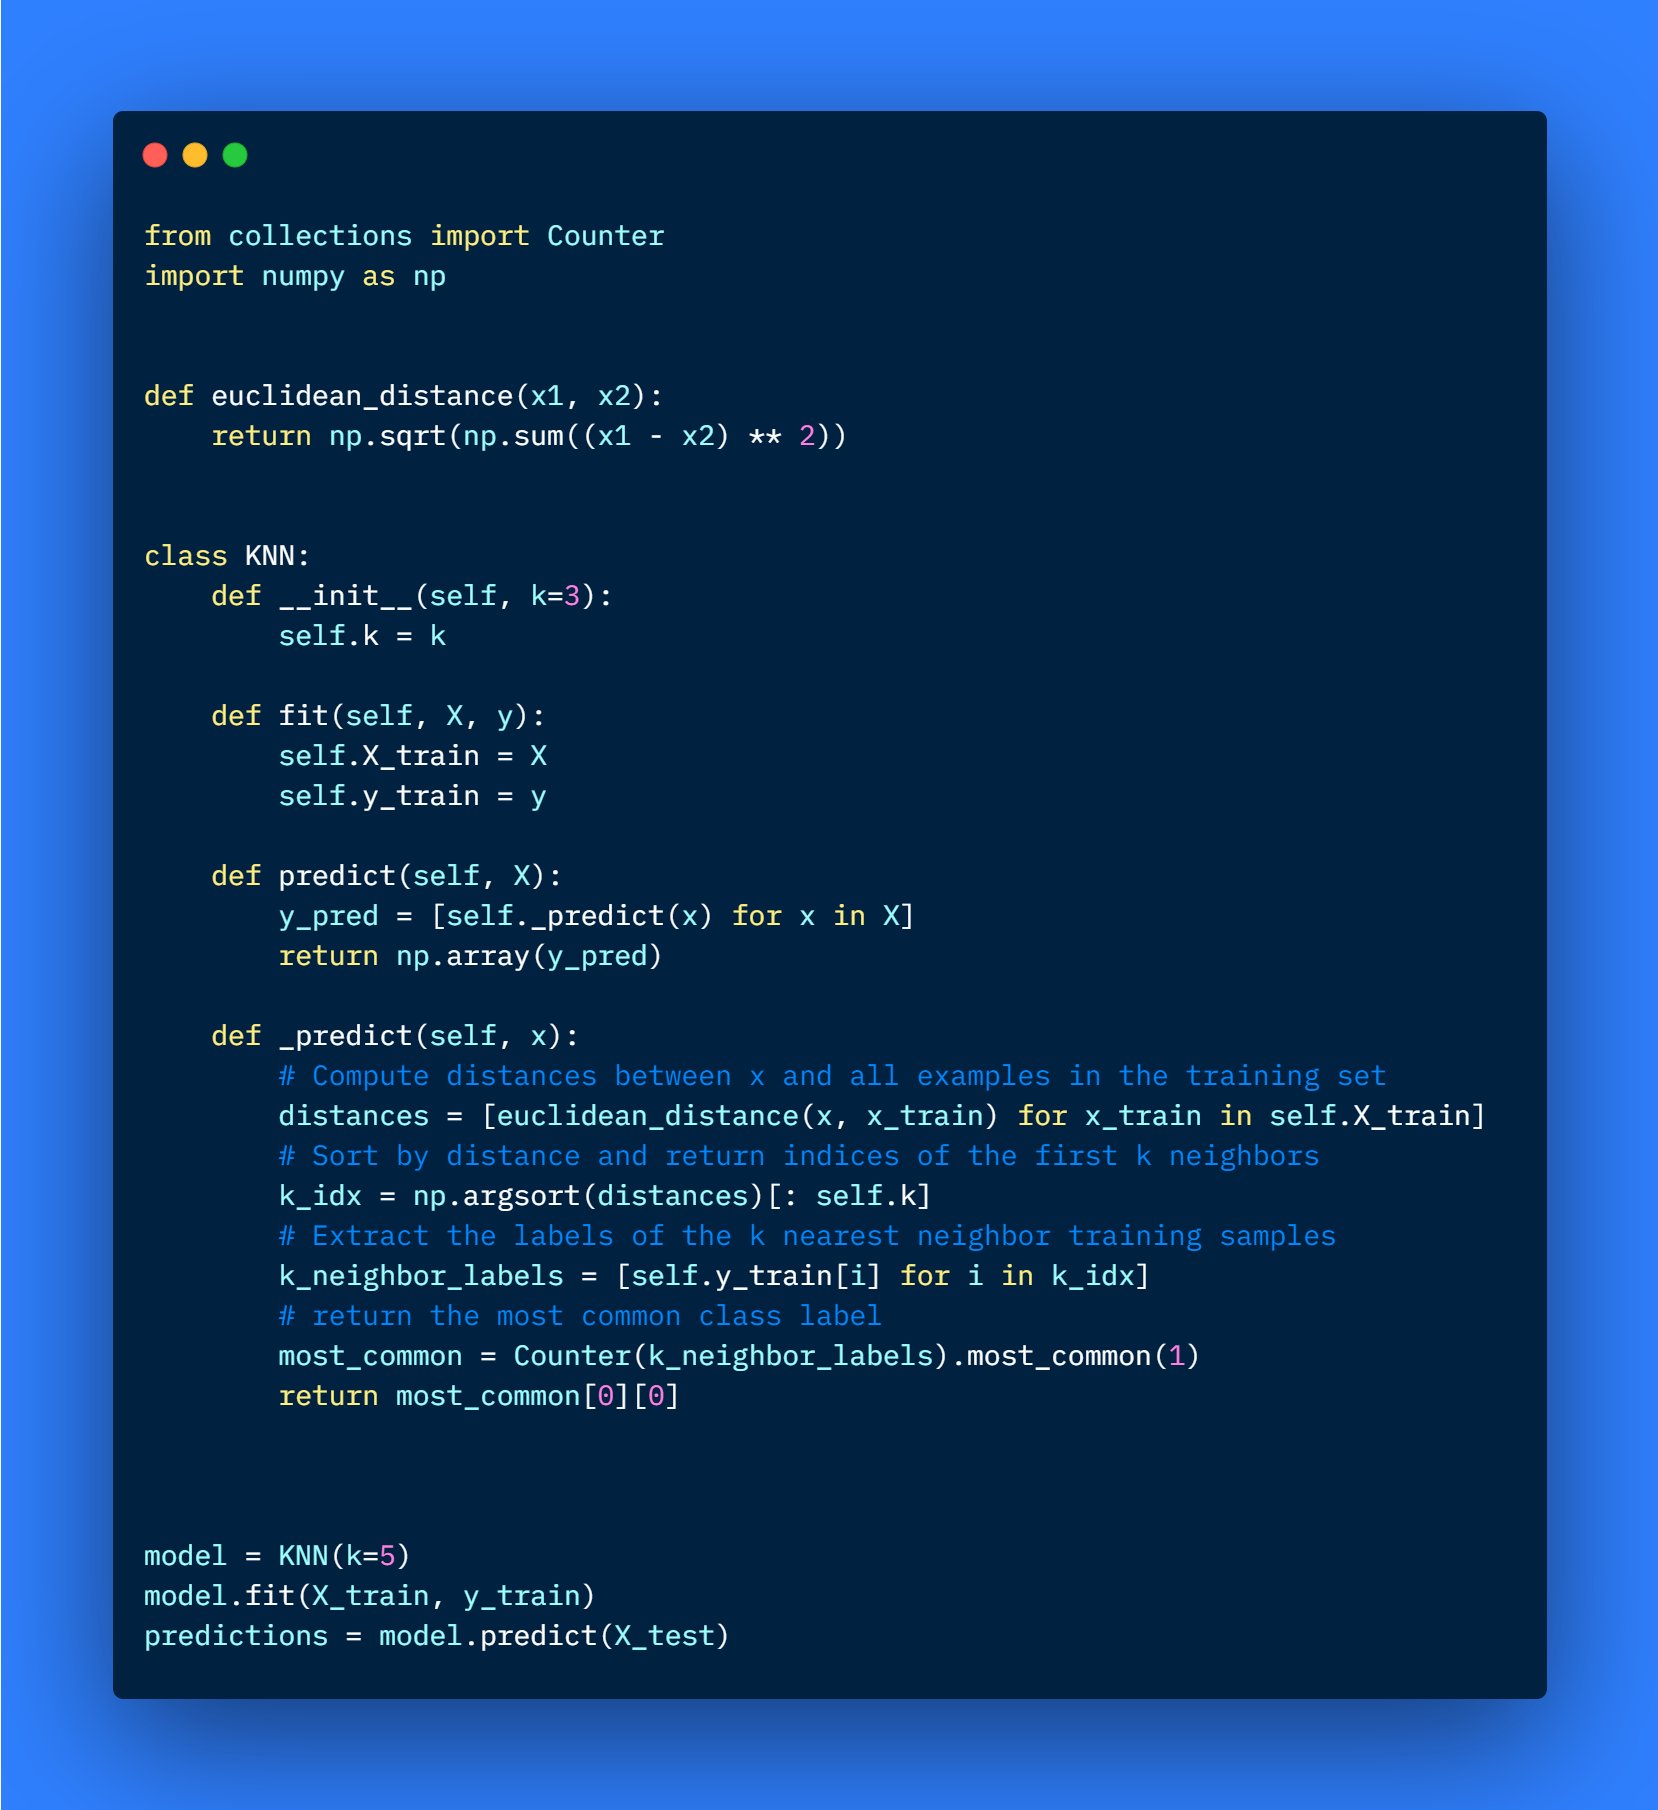 from collections import Counter
import numpy as np
def euclidean_distance(x1, x2):
    return np.sqrt(np.sum((x1 - x2) ** 2))
class KNN:
    def __init__(self, k=3):
        self.k = k
    def fit(self, X, y):
        self.X_train = X
        self.y_train = y
    def predict(self, X):
        y_pred = [self._predict(x) for x in X]
        return np.array(y_pred)
    def _predict(self, x):
        # Compute distances between x and all examples in the training set
        distances = [euclidean_distance(x, x_train) for x_train in self.X_train]
        # Sort by distance and return indices of the first k neighbors
        k_idx = np.argsort(distances)[: self.k]
        # Extract the labels of the k nearest neighbor training samples
        k_neighbor_labels = [self.y_train[i] for i in k_idx]
        # return the most common class label
        most_common = Counter(k_neighbor_labels).most_common(1)
        return most_common[0][0]
model = KNN(k=5)
model.fit(X_train, y_train)
predictions = model.predict(X_test)